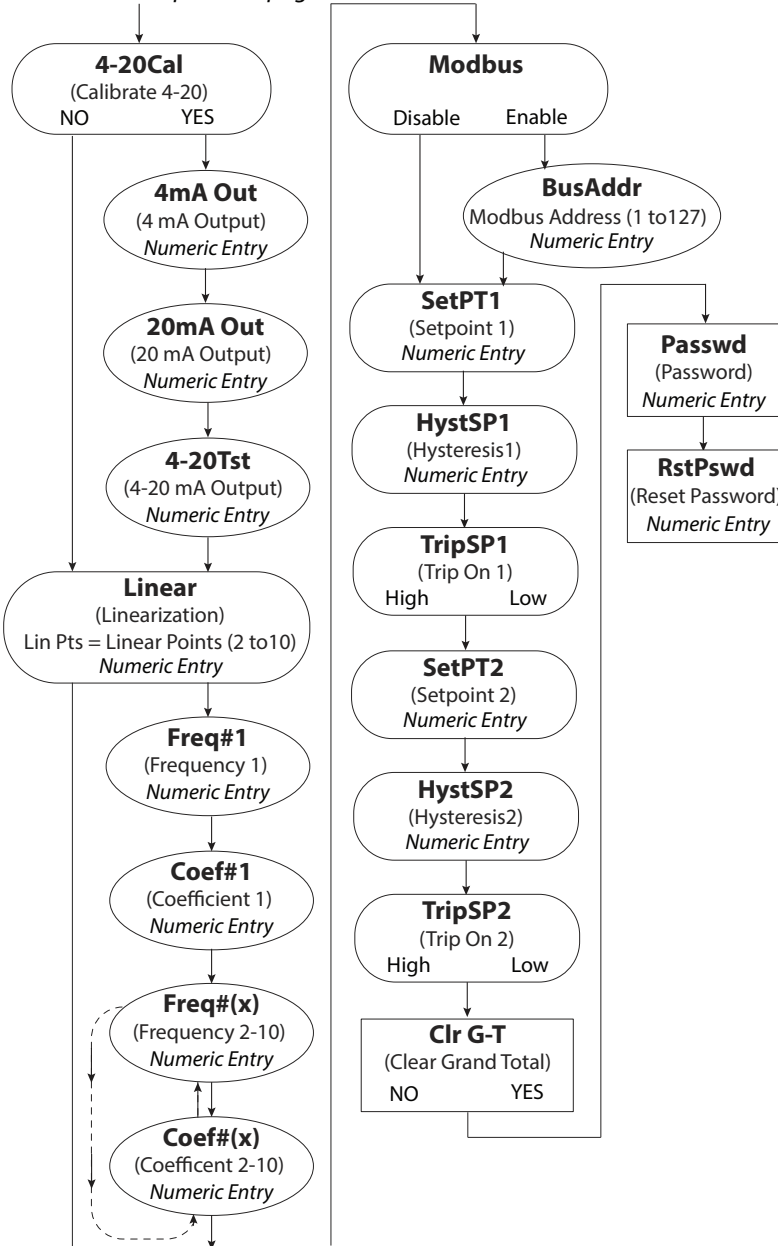 4-20Cal
(Calibrate 4-20)
NO YES
4mA Out
(4 mA Output)
Numeric Entry
20mA Out
(20 mA Output)
Numeric Entry
4-20Tst
(4-20 mA Output)
Numeric Entry
Linear
(Linearization)
Lin Pts = Linear Points (2 to10)
Numeric Entry
Freq#1
(Frequency 1)
Numeric Entry
Coef#1
(Coefficient 1)
Numeric Entry
Freq#(x)
(Frequency 2-10)
Numeric Entry
Coef#(x)
(Coefficent 2-10)
Numeric Entry
Modbus
Disable Enable
BusAddr
Modbus Address (1 to127)
Numeric Entry
SetPT1
(Setpoint 1)
Numeric Entry
HystSP1
(Hysteresis1)
Numeric Entry
TripSP1
(Trip On 1)
High Low
SetPT2
(Setpoint 2)
Numeric Entry
HystSP2
(Hysteresis2)
Numeric Entry
TripSP2
(Trip On 2)
High Low
Clr G-T
(Clear Grand Total)
NO YES
Passwd
(Password)
Numeric Entry
RstPswd
(Reset Password)
Numeric Entry